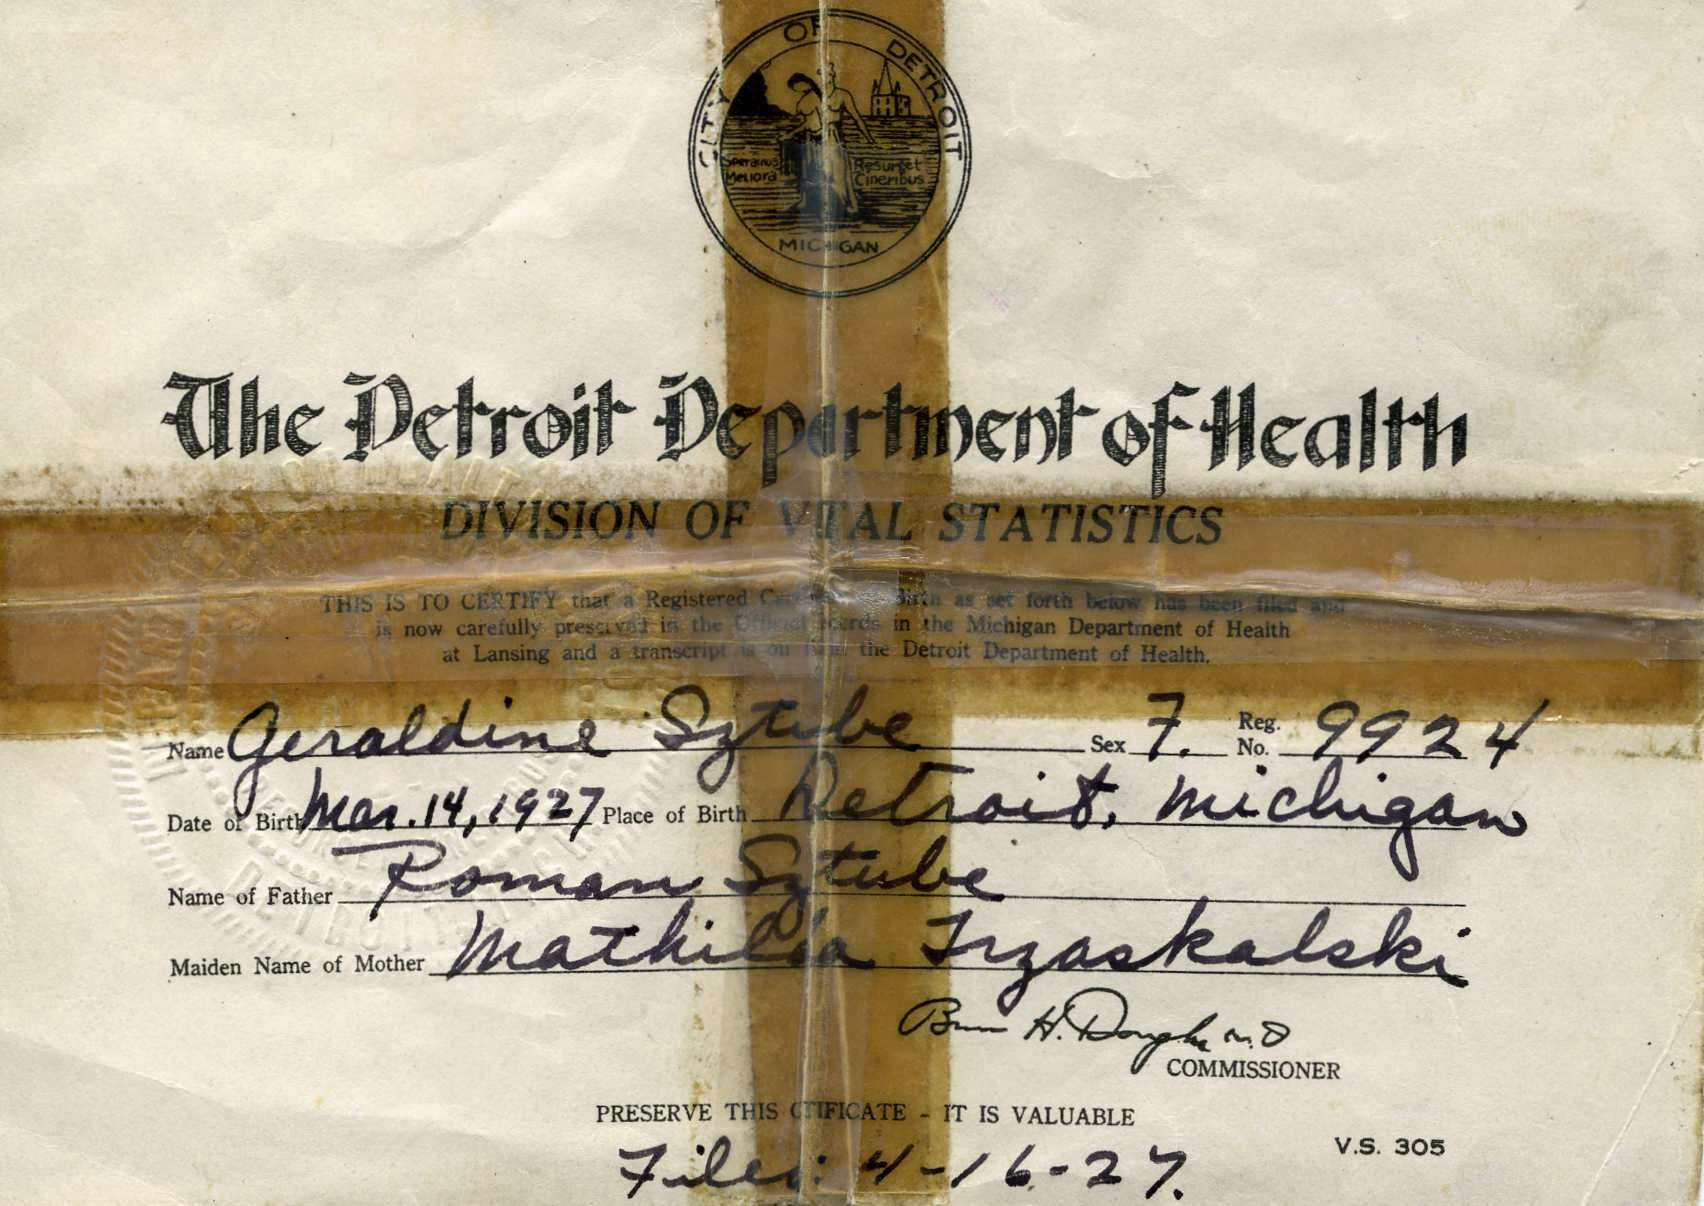 CITY OF DETROIT
Speramus Resurget
Meliora Cineribus
MICHIGAN
The Detroit Department of Health
DIVISION OF VITAL STATISTICS
THIS IS TO CERTIFY that a Registered Birth as set forth below has been filed and
is now carefully preserved in the Official Records in the Michigan Department of Health
at Lansing and a transcript is on the Detroit Department of Health.
Name Geraldine Sztube Sex F. Reg. No. 9924
Date of Birth Mar. 14, 1927 Place of Birth Detroit, Michigan
Name of Father Roman Sztube
Maiden Name of Mother Mathilda Trzaskalski
H. M.D
COMMISSIONER
PRESERVE THIS CTIFICATE - IT IS VALUABLE
V.S. 305
Filed: 4-16-27.